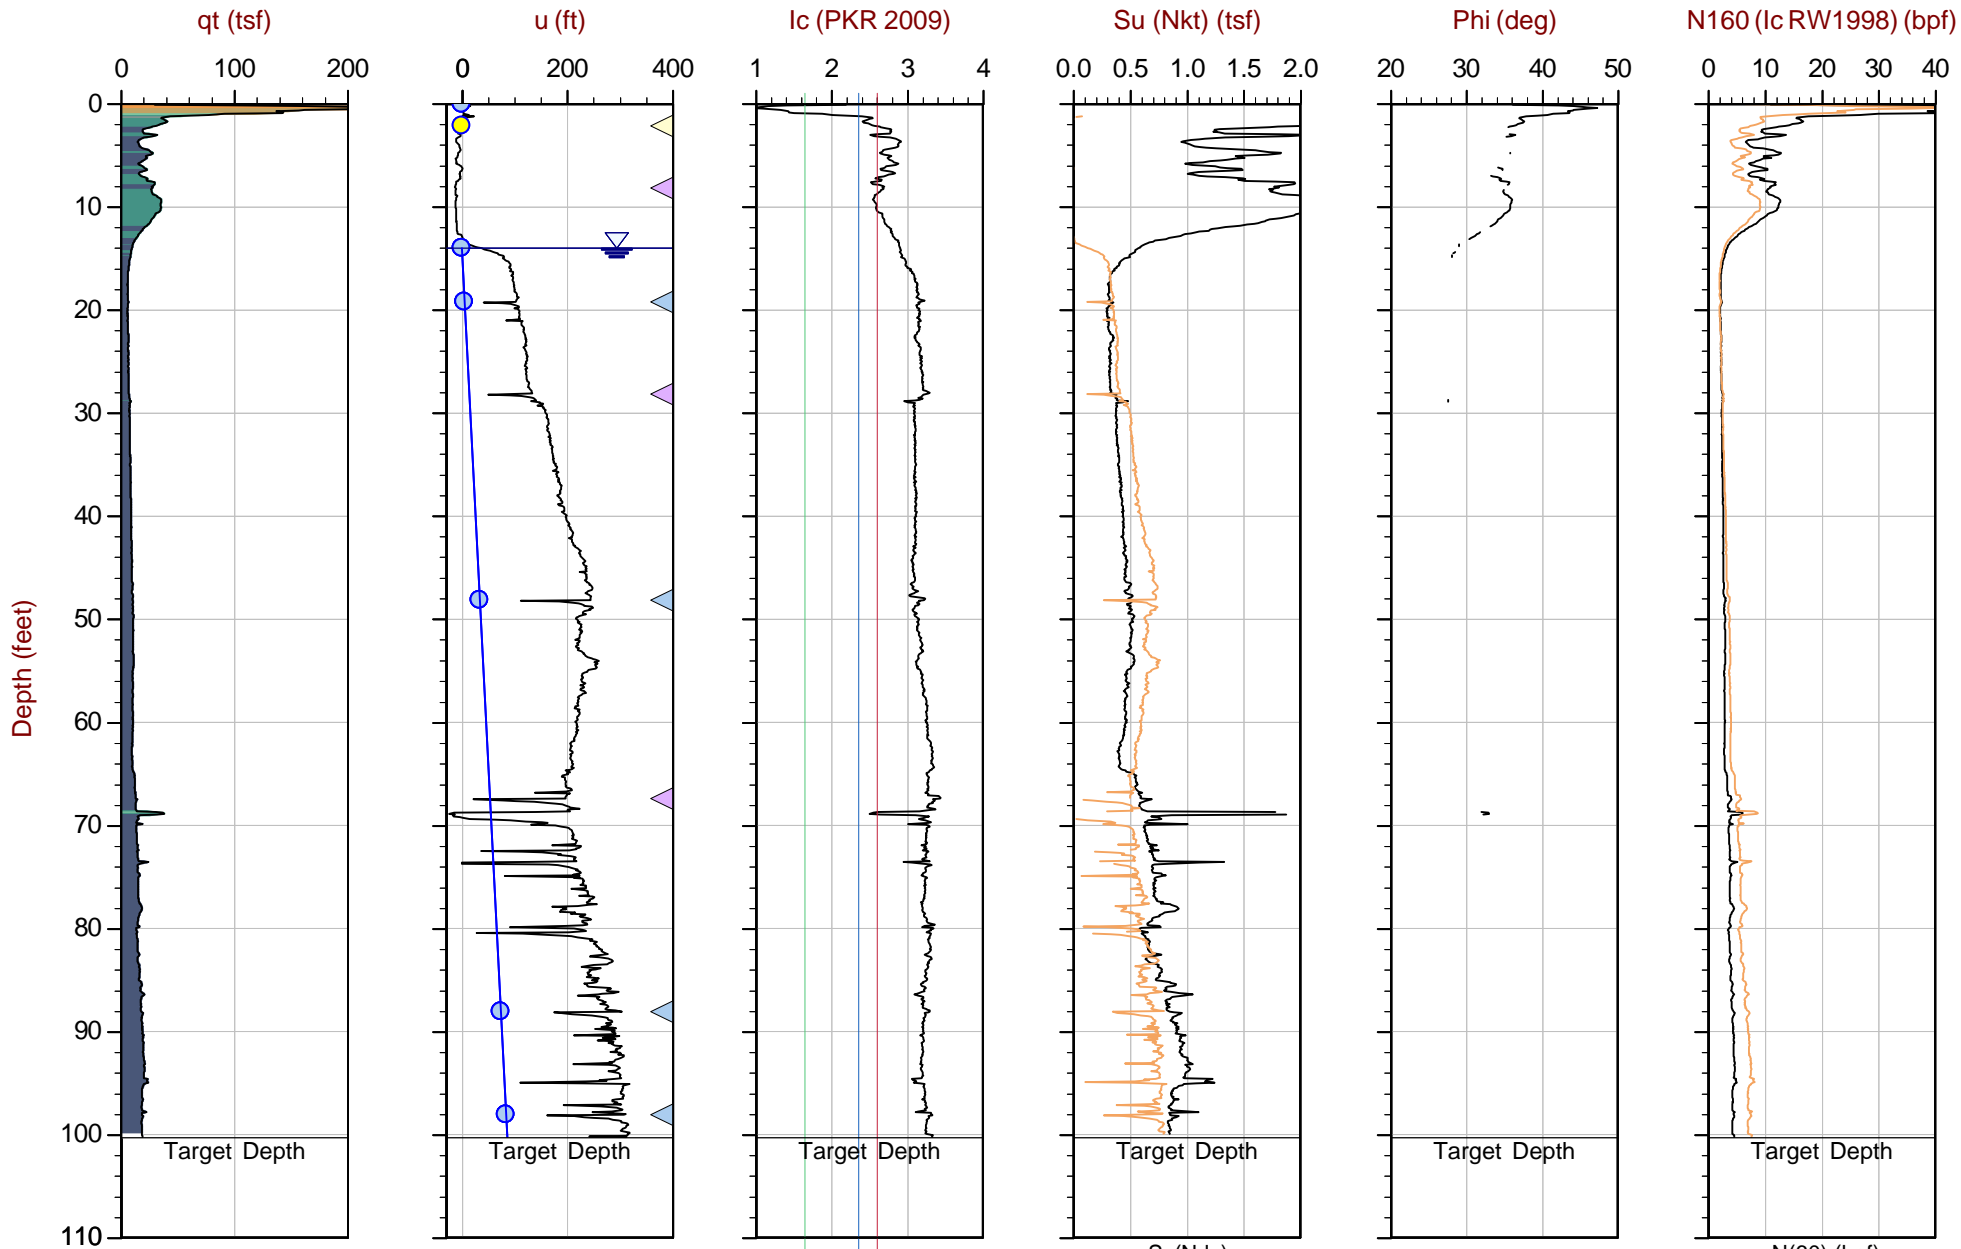 qt (tsf)
u (ft)
Ic (PKR 2009)
Su (Nkt) (tsf)
Phi (deg)
N160 (Ic RW1998) (bpf)
0 100 200
0 200 400
1 2 3 4
0.0 0.5 1.0 1.5 2.0
20 30 40 50
0 10 20 30 40
0
10
20
30
40
50
60
70
80
90
100
110
Depth (feet)
Target Depth
Target Depth
Target Depth
Target Depth
Target Depth
Target Depth